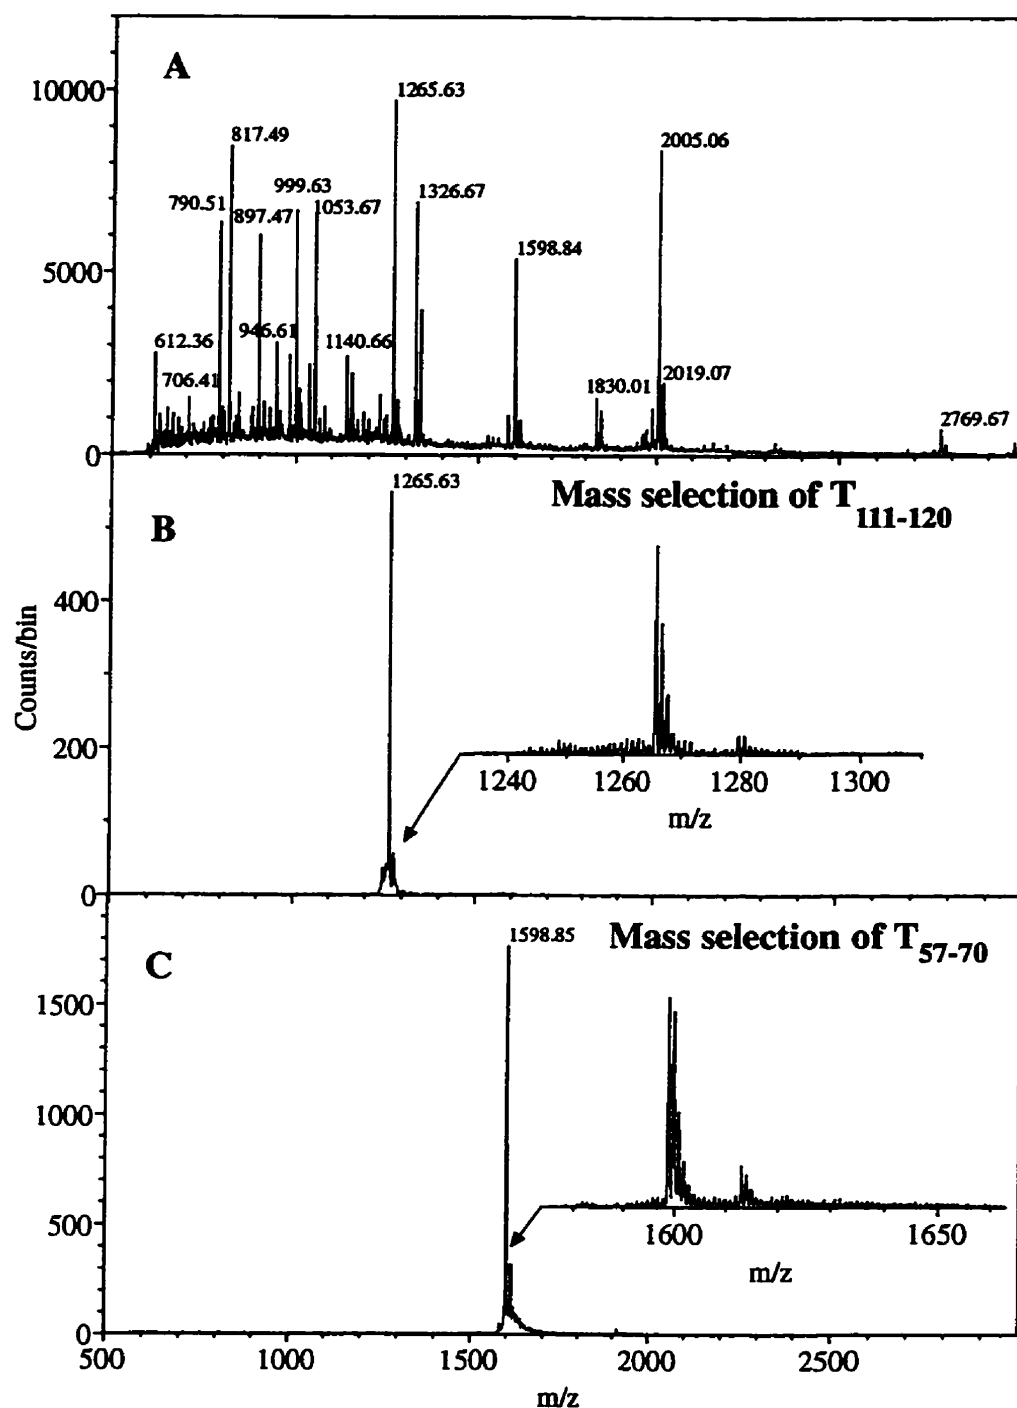 A
10000
1265.63
817.49
2005.06
999.63
790.51
897.47
1053.67
1326.67
1598.84
5000
612.36
946.61
1140.66
706.41
1830.01
2019.07
2769.67
0
1265.63
Mass selection of T111-120
B
Counts/bin
400
200
0
1240 1260 1280 1300
m/z
1598.85
Mass selection of T57-70
C
1500
1000
500
0
1600 1650
m/z
500 1000 1500 2000 2500
m/z